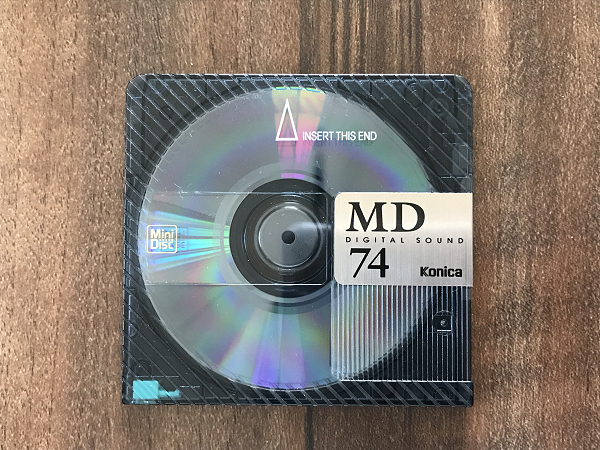 INSERT THIS END
MD
DIGITAL SOUND
74
Konica
Mini
Disc